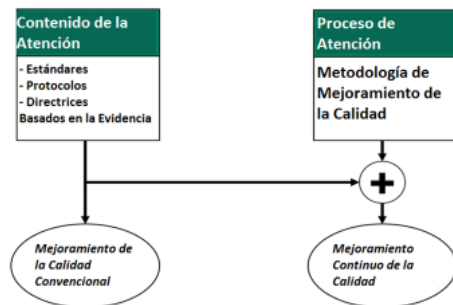 Contenido de la
Atención
- Estándares
- Protocolos
- Directrices
Basados en la Evidencia
Proceso de
Atención
Metodología de
Mejoramiento de
la Calidad
Mejoramiento de
la Calidad
Convencional
Mejoramiento
Continuo de la
Calidad